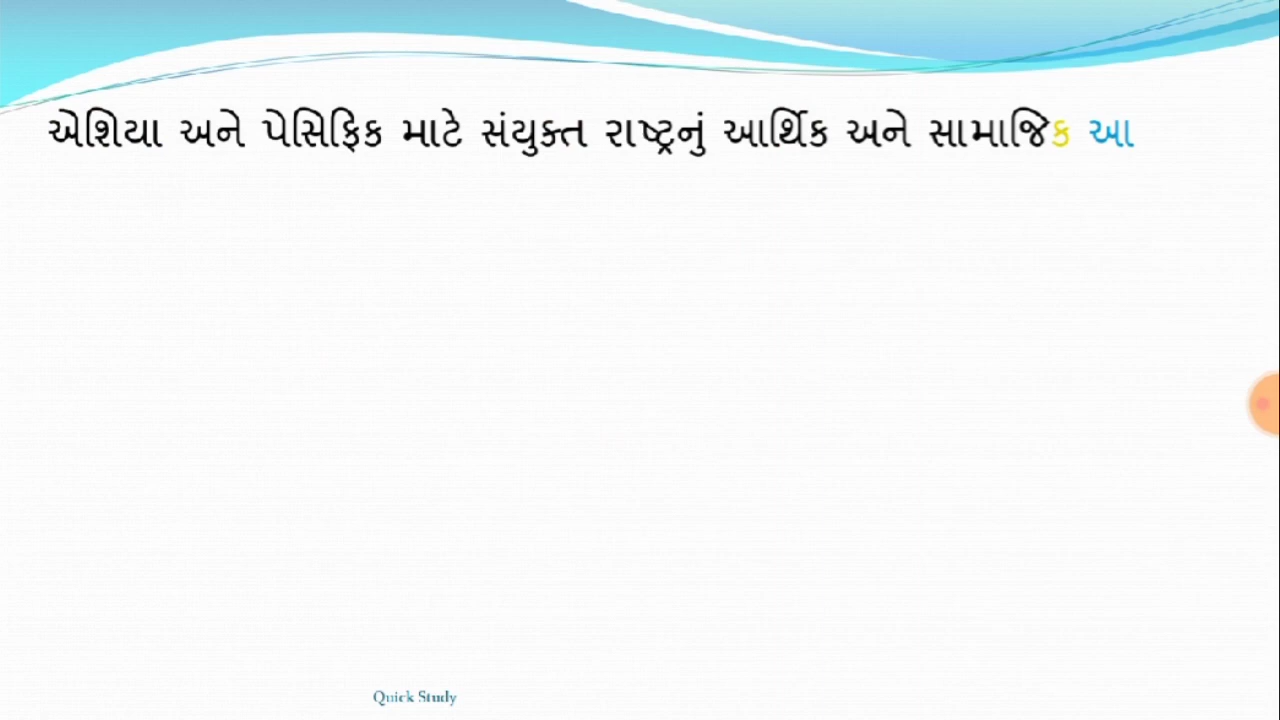 એશિયા અને પેસિફિક માટે સંયુક્ત રાષ્ટ્રનું આર્થિક અને સામાજિક આ
Quick Study